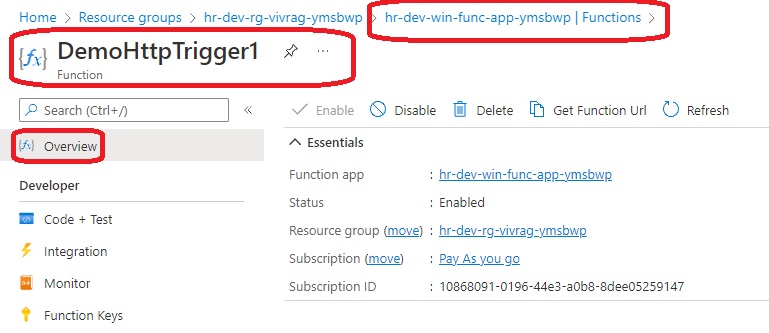 Home > Resource groups > hr-dev-rg-vivrag-ymsbwp > hr-dev-win-func-app-ymsbwp | Functions >
{fx} DemoHttpTrigger1 ...
Function
Search (Ctrl+/) «
{fx} Overview
Developer
Code + Test
Integration
Monitor
Function Keys
Enable Disable Delete Get Function Url Refresh
Essentials
Function app : hr-dev-win-func-app-ymsbwp
Status : Enabled
Resource group (move) : hr-dev-rg-vivrag-ymsbwp
Subscription (move) : Pay As you go
Subscription ID : 10868091-0196-44e3-a0b8-8dee05259147